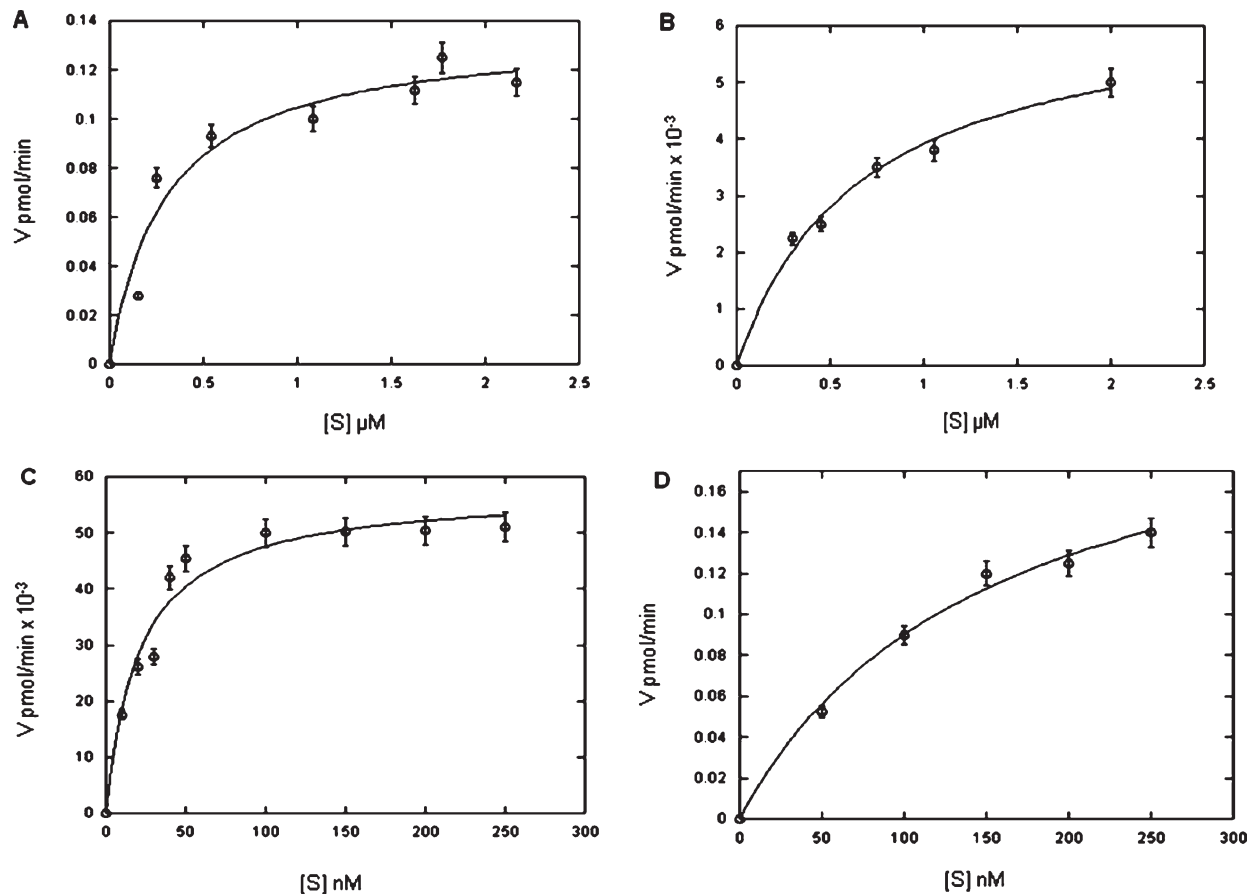 A
0.14
0.12
0.1
0.08
0.06
0.04
0.02
0
V pmol/min
0 0.5 1 1.5 2 2.5
[S] µM
B
6
5
4
3
2
1
0
V pmol/min x 10-3
0 0.5 1 1.5 2 2.5
[S] µM
C
60
50
40
30
20
10
0
V pmol/min x 10-3
0 50 100 150 200 250 300
[S] nM
D
0.16
0.14
0.12
0.1
0.08
0.06
0.04
0.02
0
V pmol/min
0 50 100 150 200 250 300
[S] nM